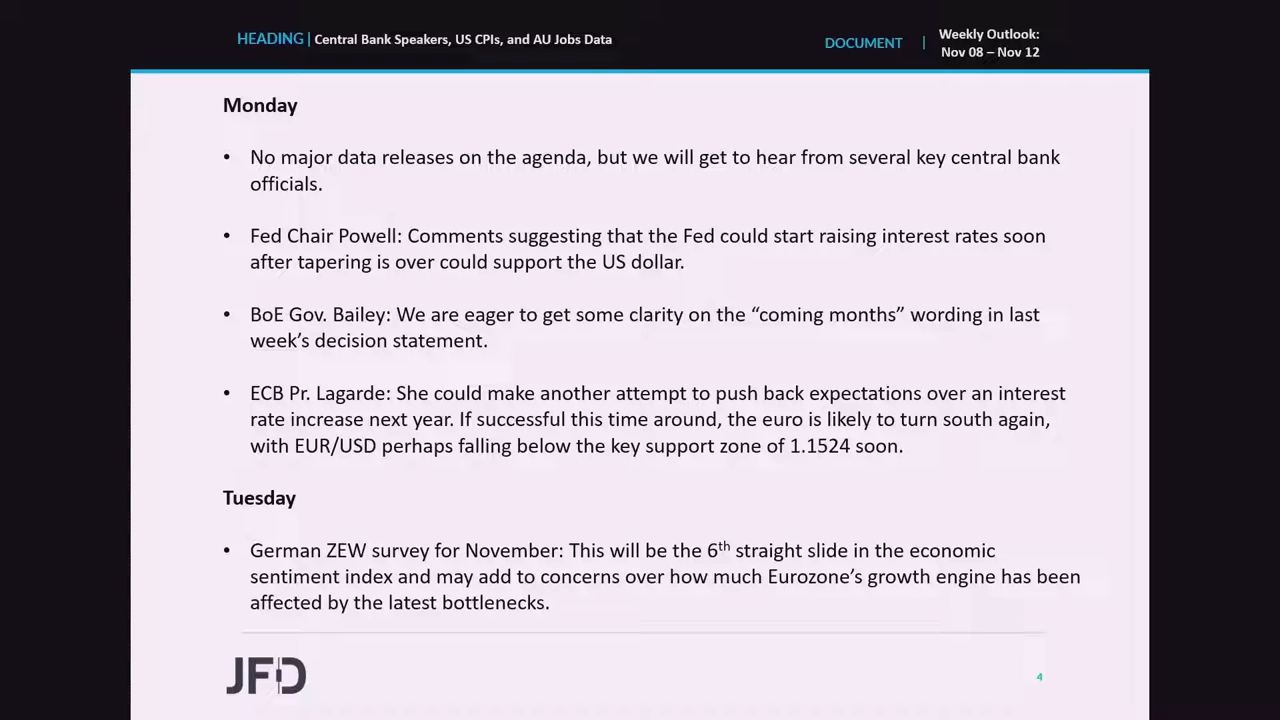 HEADING | Central Bank Speakers, US CPIs, and AU Jobs Data
DOCUMENT | Weekly Outlook:
Nov 08 – Nov 12
Monday
• No major data releases on the agenda, but we will get to hear from several key central bank
officials.
• Fed Chair Powell: Comments suggesting that the Fed could start raising interest rates soon
after tapering is over could support the US dollar.
• BoE Gov. Bailey: We are eager to get some clarity on the “coming months” wording in last
week’s decision statement.
• ECB Pr. Lagarde: She could make another attempt to push back expectations over an interest
rate increase next year. If successful this time around, the euro is likely to turn south again,
with EUR/USD perhaps falling below the key support zone of 1.1524 soon.
Tuesday
• German ZEW survey for November: This will be the 6th straight slide in the economic
sentiment index and may add to concerns over how much Eurozone’s growth engine has been
affected by the latest bottlenecks.
JFD
4